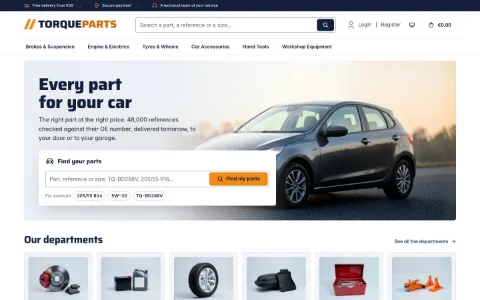 Free delivery from €50
Secure payment
A technical team at your service
TORQUEPARTS
Search a part, a reference or a size...
Login | Register
€0.00
Brakes & Suspension
Engine & Electrics
Tyres & Wheels
Car Accessories
Hand Tools
Workshop Equipment
Every part
for your car
The right part at the right price: 48,000 references
checked against their OE number, delivered tomorrow, to
your door or to your garage.
Find your parts
Part, reference or size: TQ-BD288V, 205/55 R16...
Find my parts
For example: 205/55 R16 5W-30 TQ-BD288V
Our departments
See all the departments